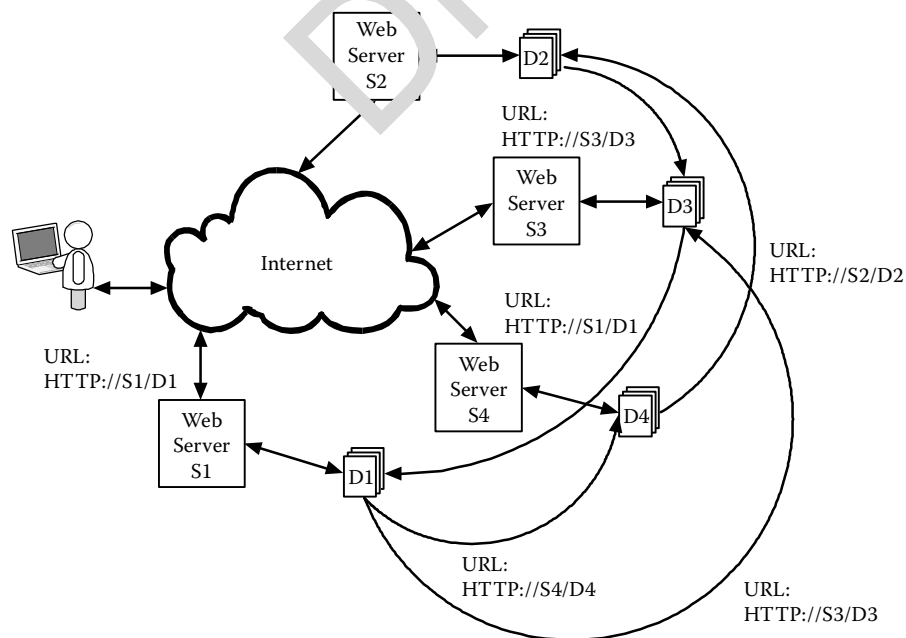 Web
Server
S2
D2
URL:
HTTP://S3/D3
Web
Server
S3
D3
Internet
URL:
HTTP://S2/D2
URL:
HTTP://S1/D1
URL:
HTTP://S1/D1
Web
Server
S4
D4
Web
Server
S1
D1
URL:
HTTP://S4/D4
URL:
HTTP://S3/D3